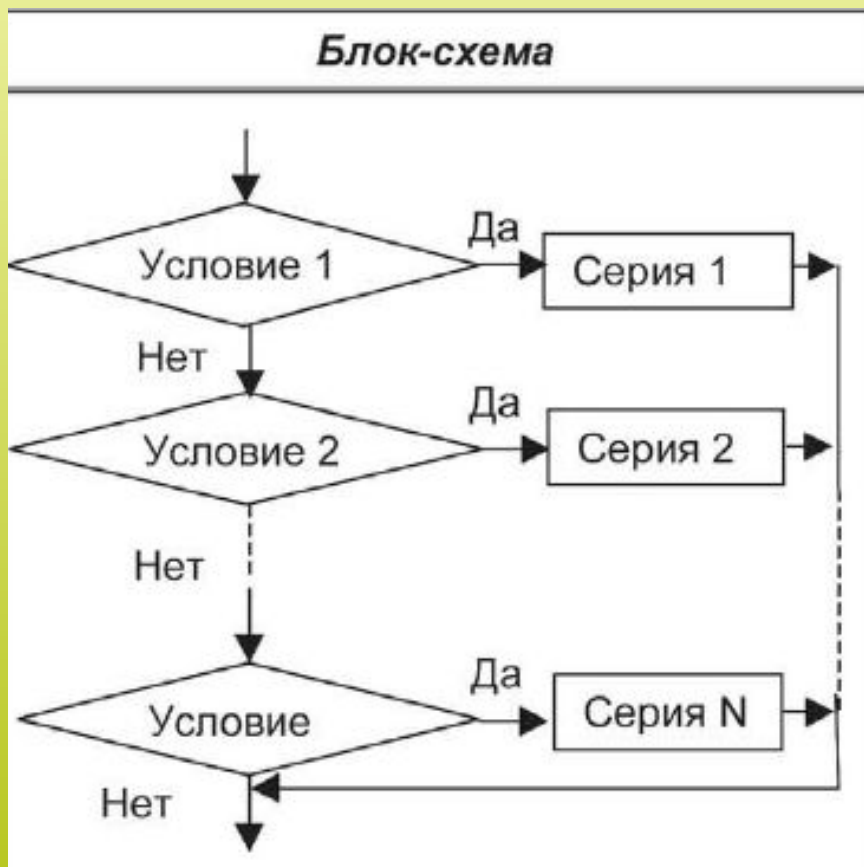 Блок-схема
Да
Условие 1
Серия 1
Нет
Да
Условие 2
Серия 2
Нет
Да
Условие
Серия N
Нет